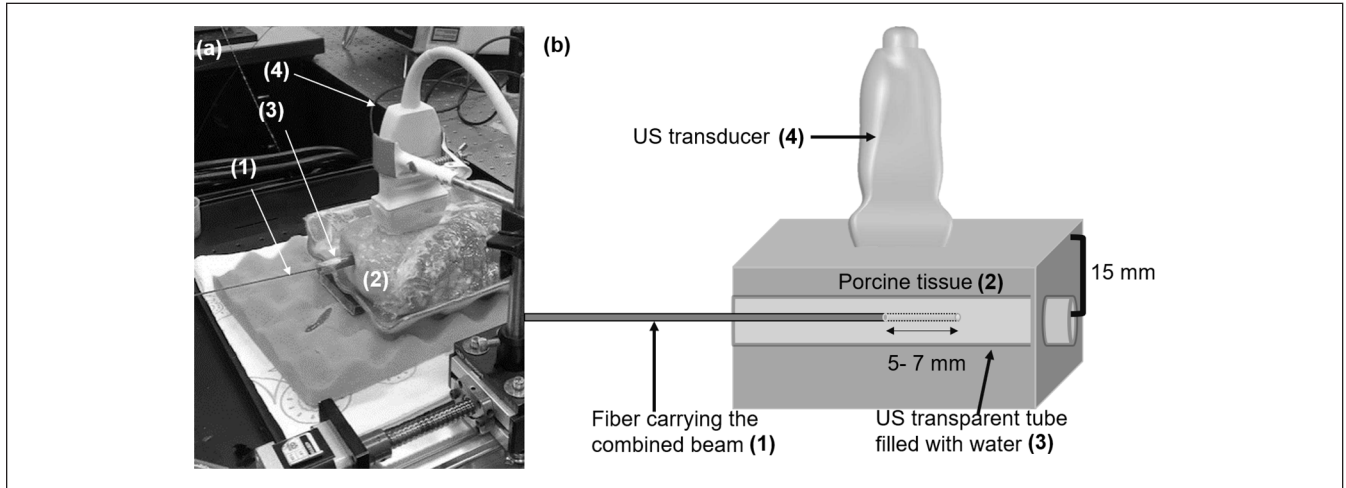 (a)
(4)
(3)
(1)
(2)
(b)
US transducer (4)
15 mm
Porcine tissue (2)
5- 7 mm
Fiber carrying the
combined beam (1)
US transparent tube
filled with water (3)